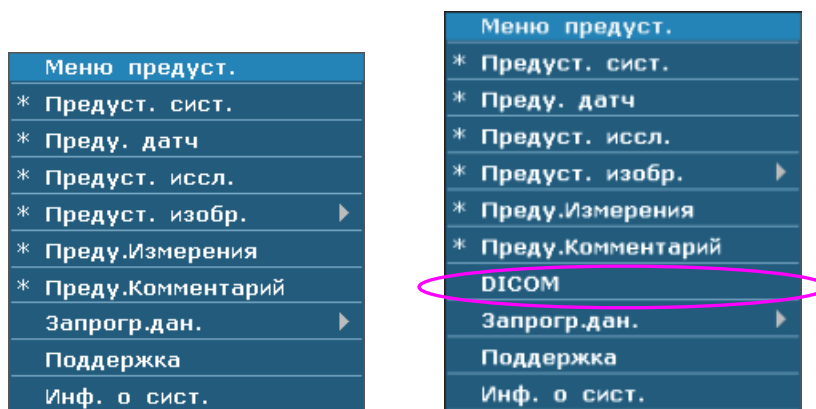 Меню предуст.
* Предуст. сист.
* Преду. датч
* Предуст. иссл.
* Предуст. изобр.
* Преду.Измерения
* Преду.Комментарий
Запрогр.дан.
Поддержка
Инф. о сист.
Меню предуст.
* Предуст. сист.
* Преду. датч
* Предуст. иссл.
* Предуст. изобр.
* Преду.Измерения
* Преду.Комментарий
DICOM
Запрогр.дан.
Поддержка
Инф. о сист.